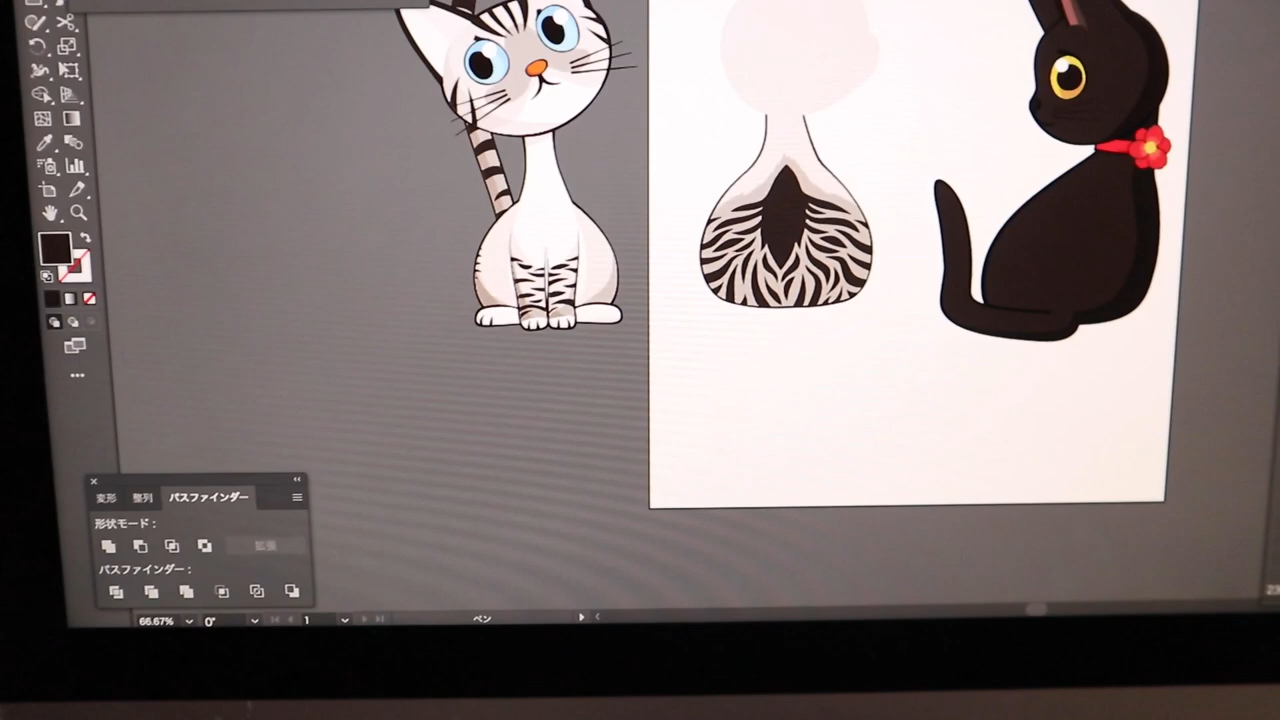 変形 整列 パスファインダー
形状モード：
拡張
パスファインダー：
66.67% 0° 1 ペン